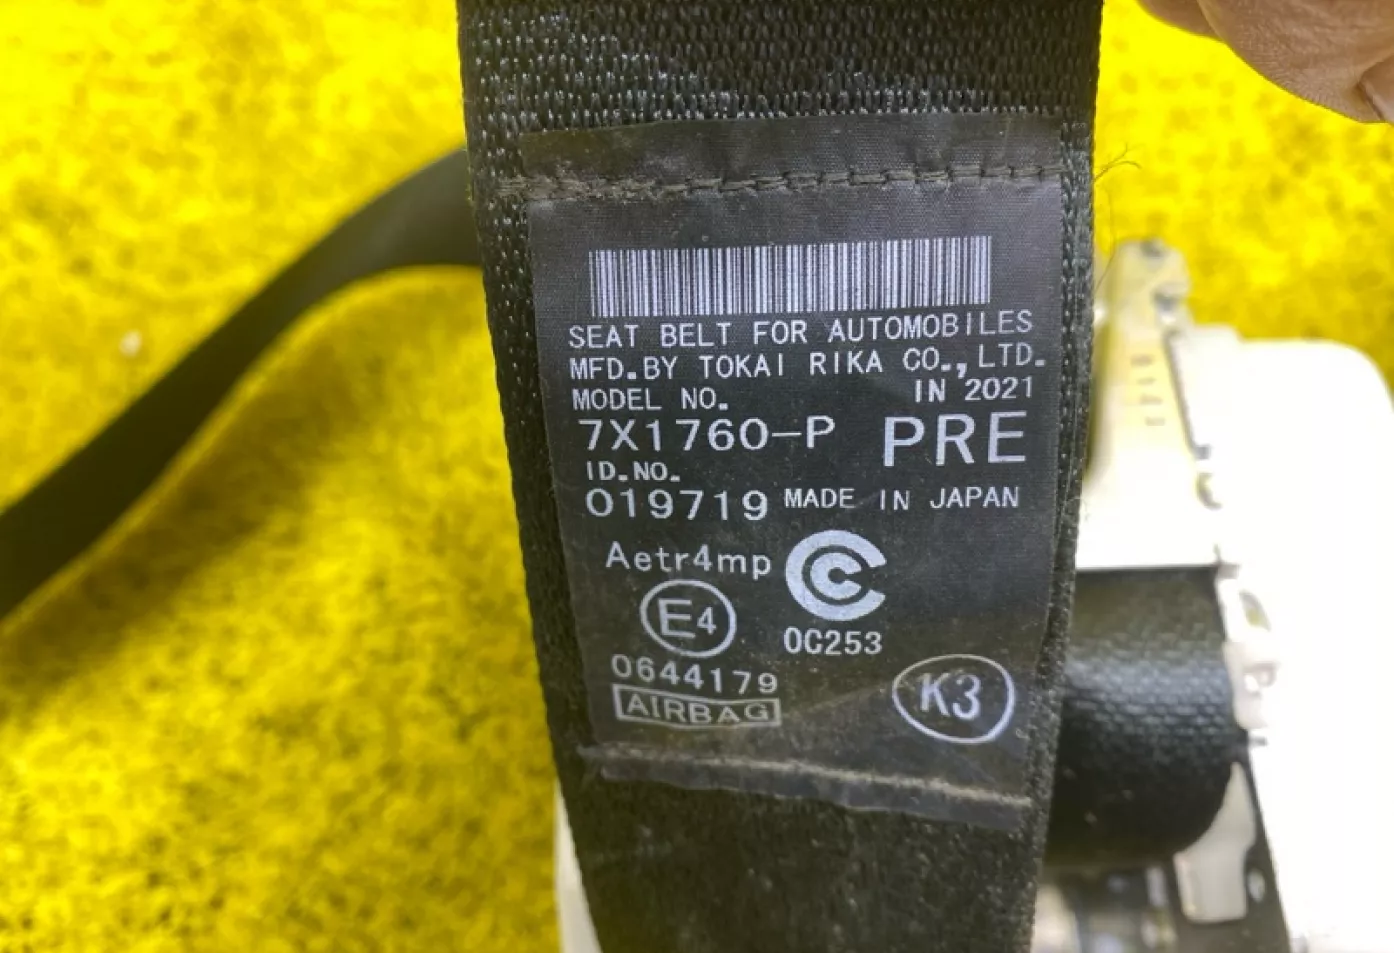 SEAT BELT FOR AUTOMOBILES
MFD.BY TOKAI RIKA CO.,LTD.
MODEL NO. IN 2021
7X1760-P PRE
ID.NO.
019719 MADE IN JAPAN
Aetr4mp
E4 0C253
0644179 K3
AIRBAG